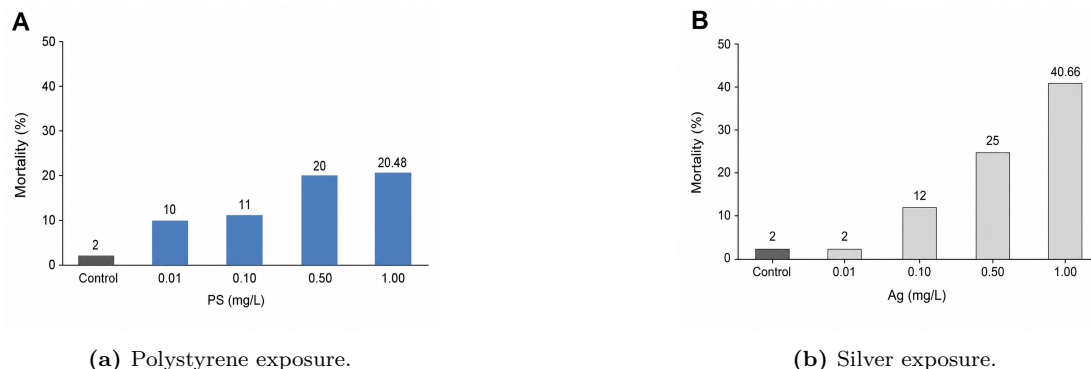 A
50
40
30
20
10
0
Mortality (%)
2
10
11
20
20.48
Control 0.01 0.10 0.50 1.00
PS (mg/L)
(a) Polystyrene exposure.
B
50
40
30
20
10
0
Mortality (%)
2
2
12
25
40.66
Control 0.01 0.10 0.50 1.00
Ag (mg/L)
(b) Silver exposure.